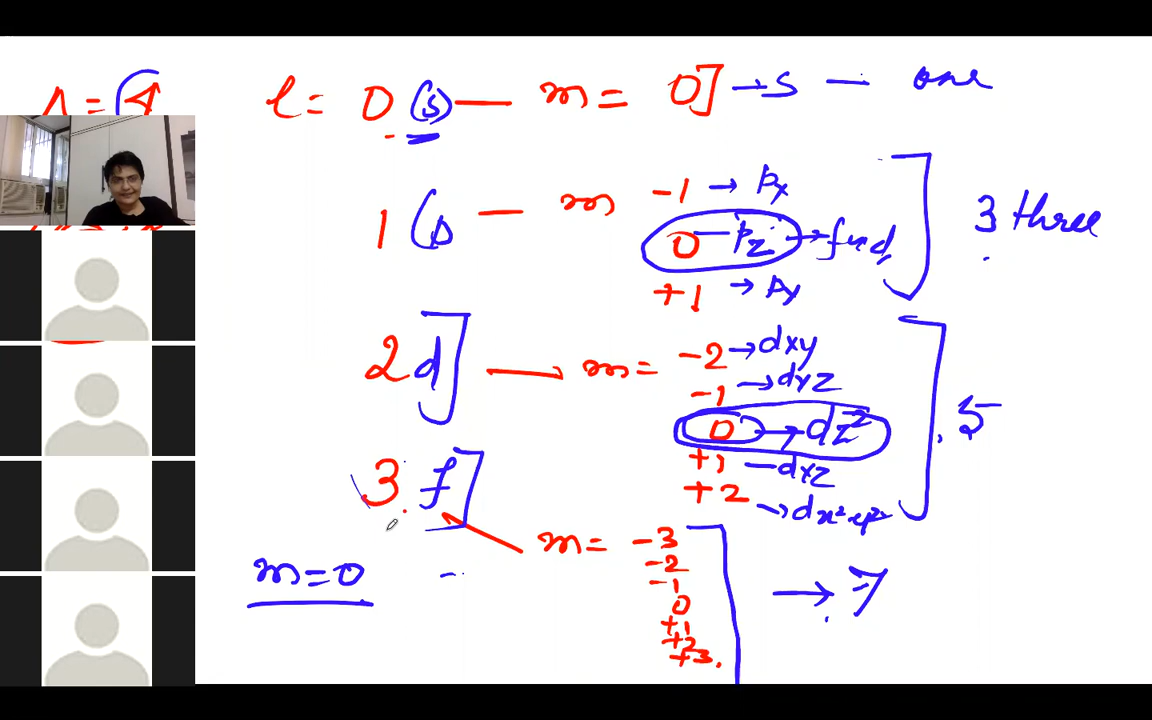 n = 4 l = 0 (s) — m = 0] → s — one
-1 → px
1 (p — m 0 — pz → fixed 3 three
+1 → py
-2 → dxy
2 d] → m = -1 → dyz
0 → dz² 5
+1 — dxz
+2 → dx²-y²
3 f]
m = -3
-2
m = 0 -1
0 → 7
+1
+2
+3.